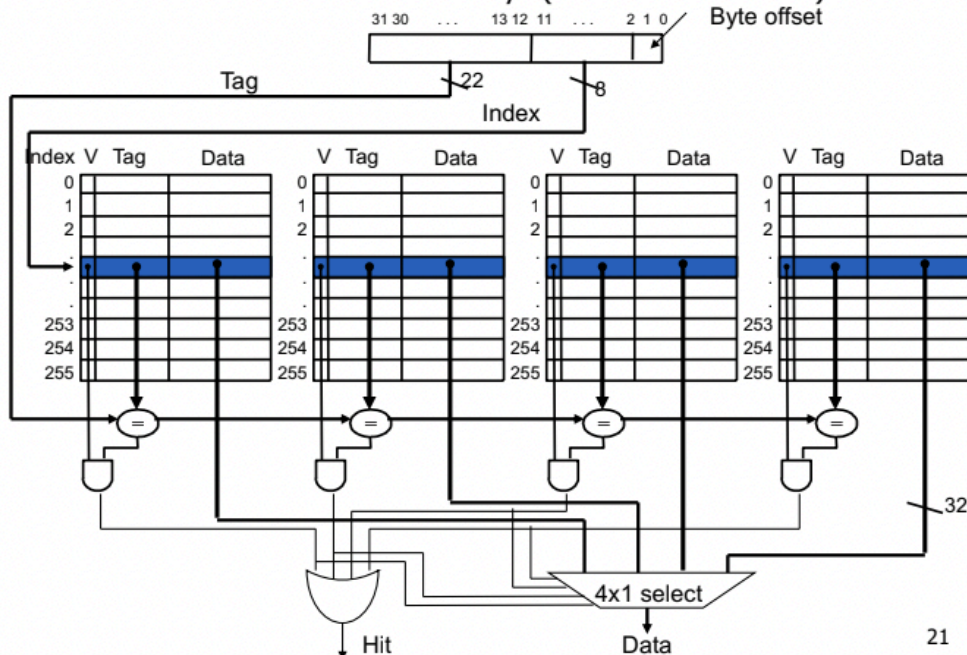 31 30 ... 13 12 11 ... 2 1 0
Byte offset
22
8
Tag
Index
Index V Tag Data V Tag Data V Tag Data V Tag Data
0 0 0 0
1 1 1 1
2 2 2 2
. . . .
. . . .
. . . .
253 253 253 253
254 254 254 254
255 255 255 255
= = = =
32
4x1 select
Hit
Data
21